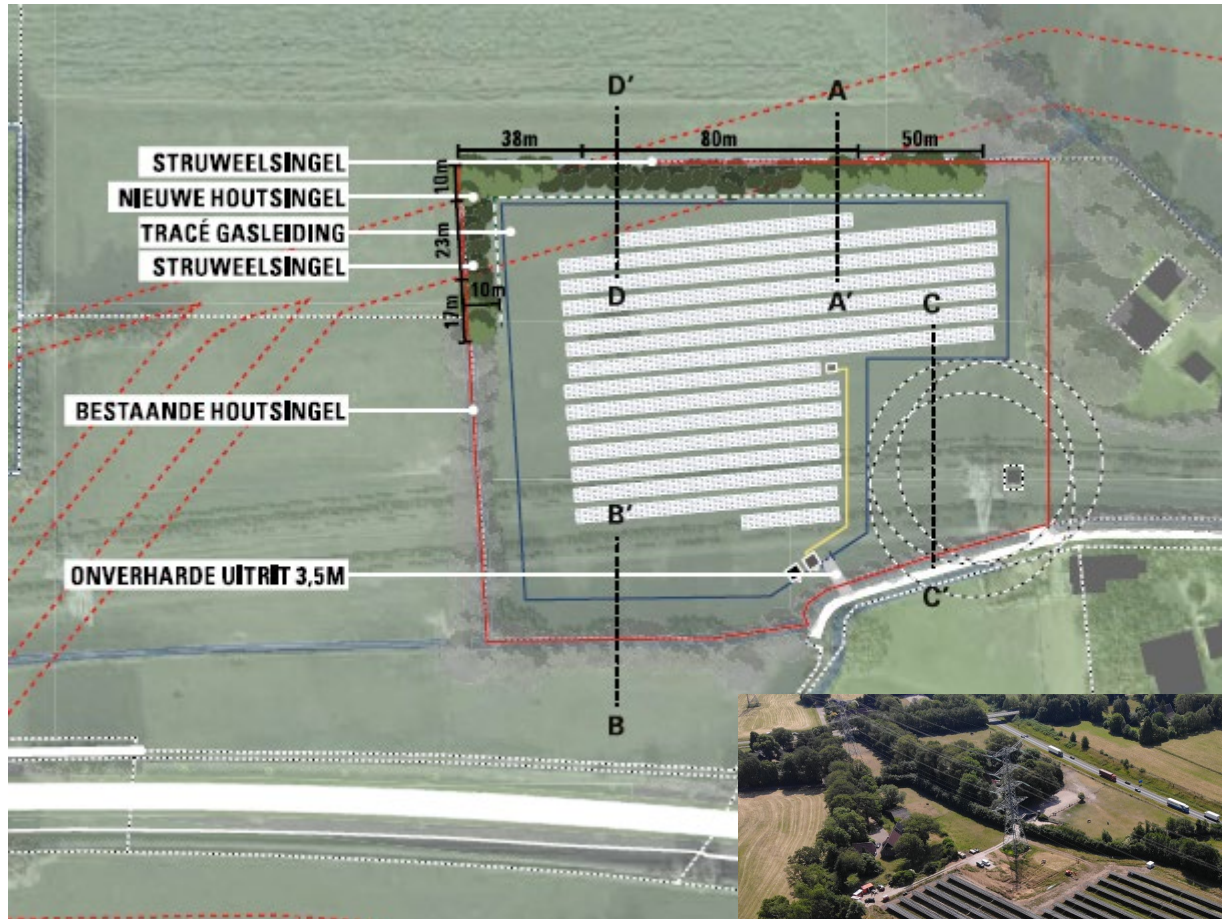 D'
A
38m
80m
50m
STRUWEELSINGEL
10m
NIEUWE HOUTSINGEL
TRACÉ GASLEIDING
23m
STRUWEELSINGEL
10m
D
A'
C
17m
BESTAANDE HOUTSINGEL
B'
ONVERHARDE UITRIT 3,5M
C'
B